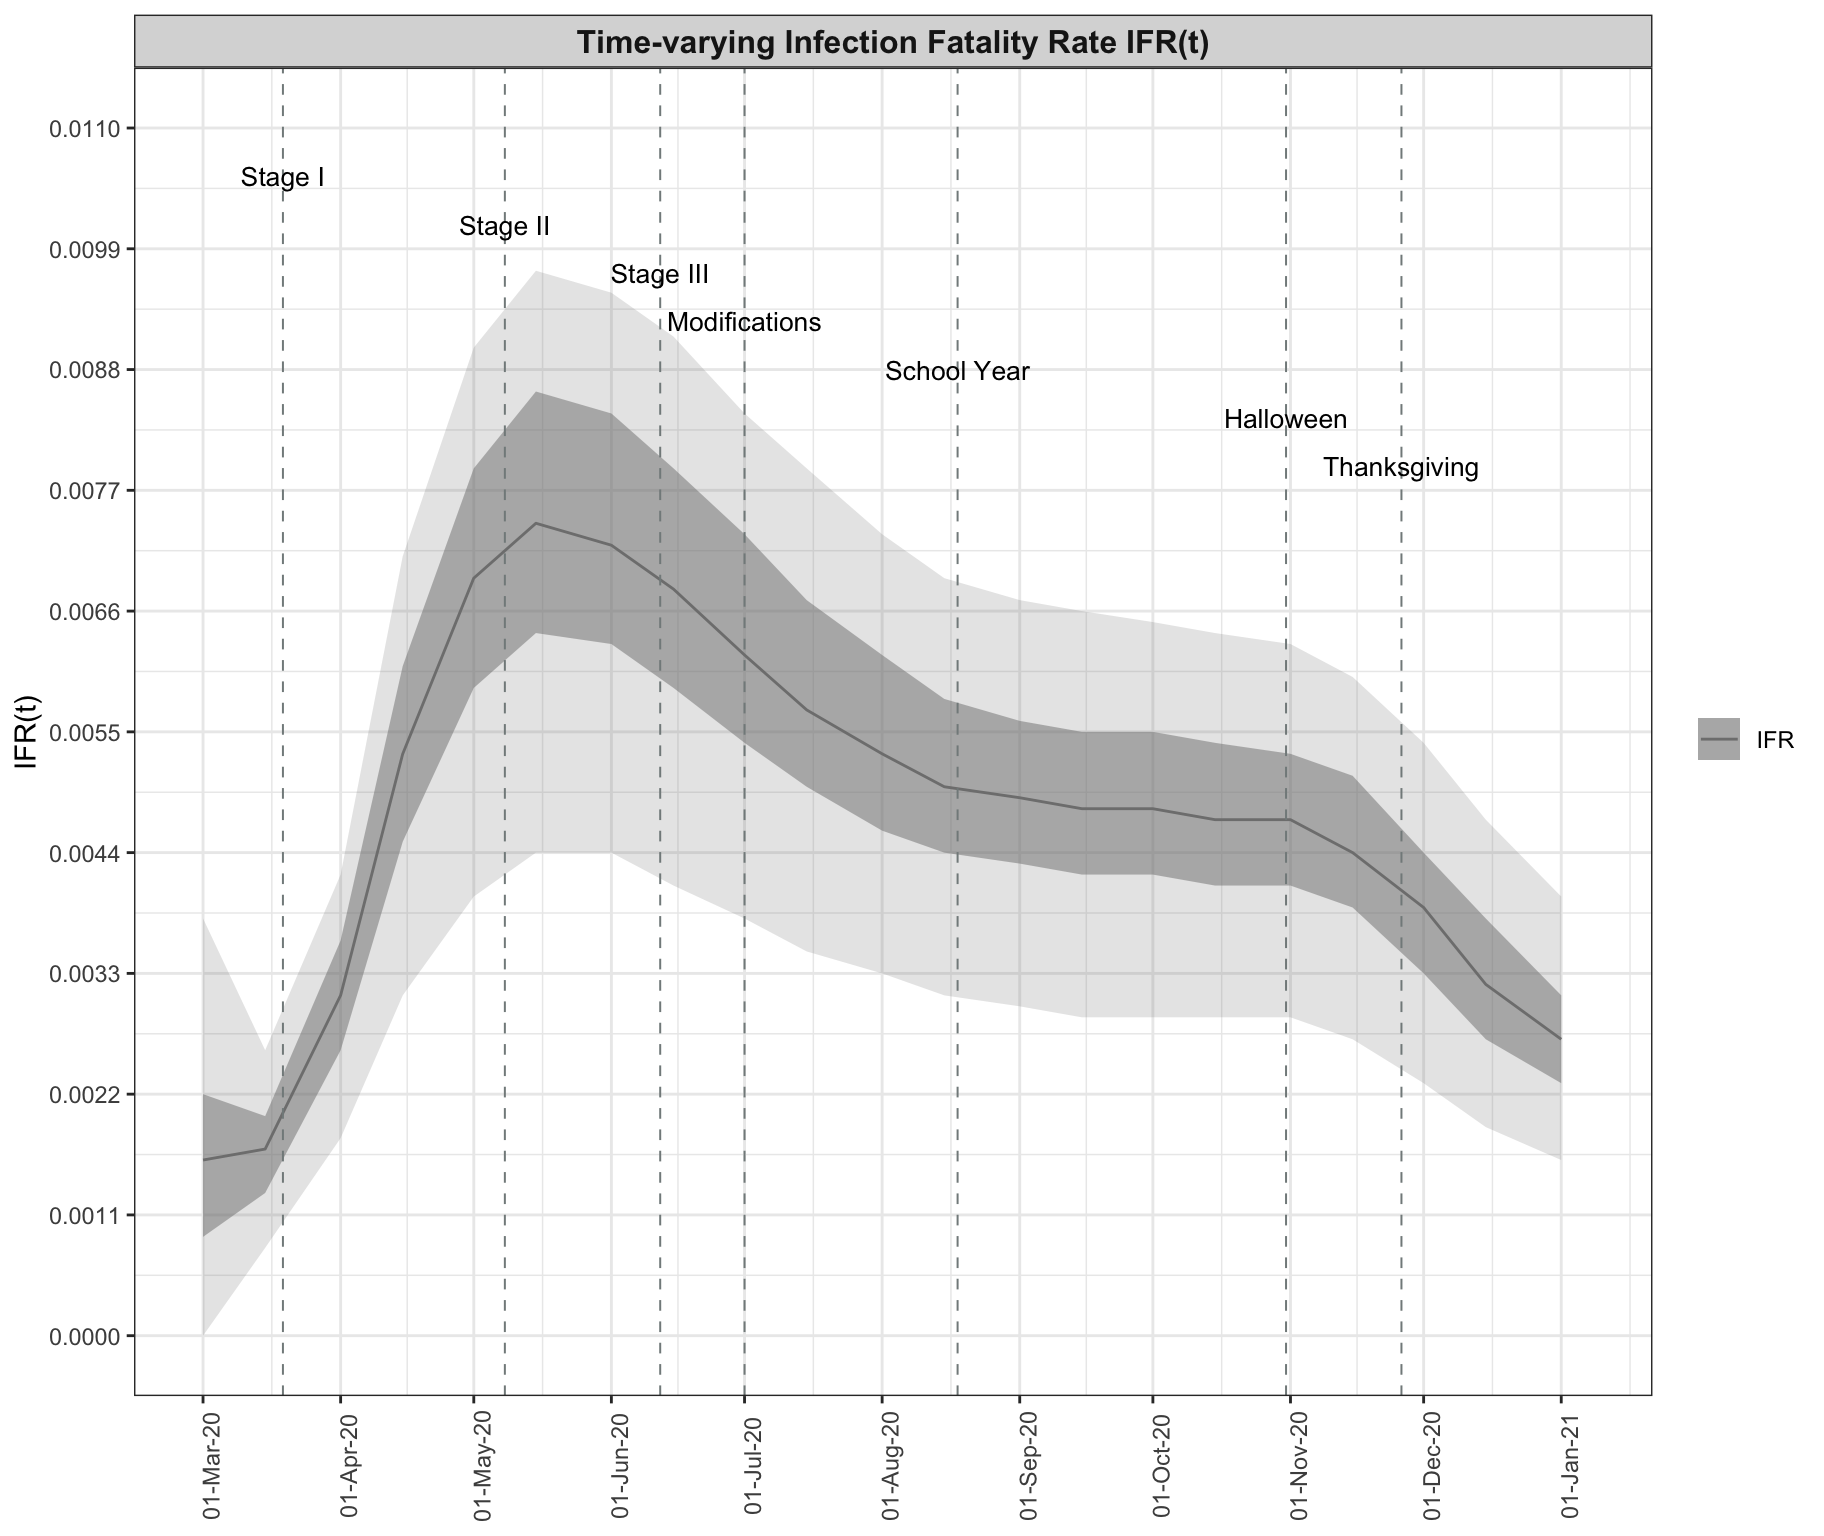 Time-varying Infection Fatality Rate IFR(t)
0.0110
Stage I
Stage II
0.0099
Stage III
Modifications
0.0088
School Year
Halloween
Thanksgiving
0.0077
0.0066
IFR(t)
0.0055
IFR
0.0044
0.0033
0.0022
0.0011
0.0000
01-Mar-20
01-Apr-20
01-May-20
01-Jun-20
01-Jul-20
01-Aug-20
01-Sep-20
01-Oct-20
01-Nov-20
01-Dec-20
01-Jan-21